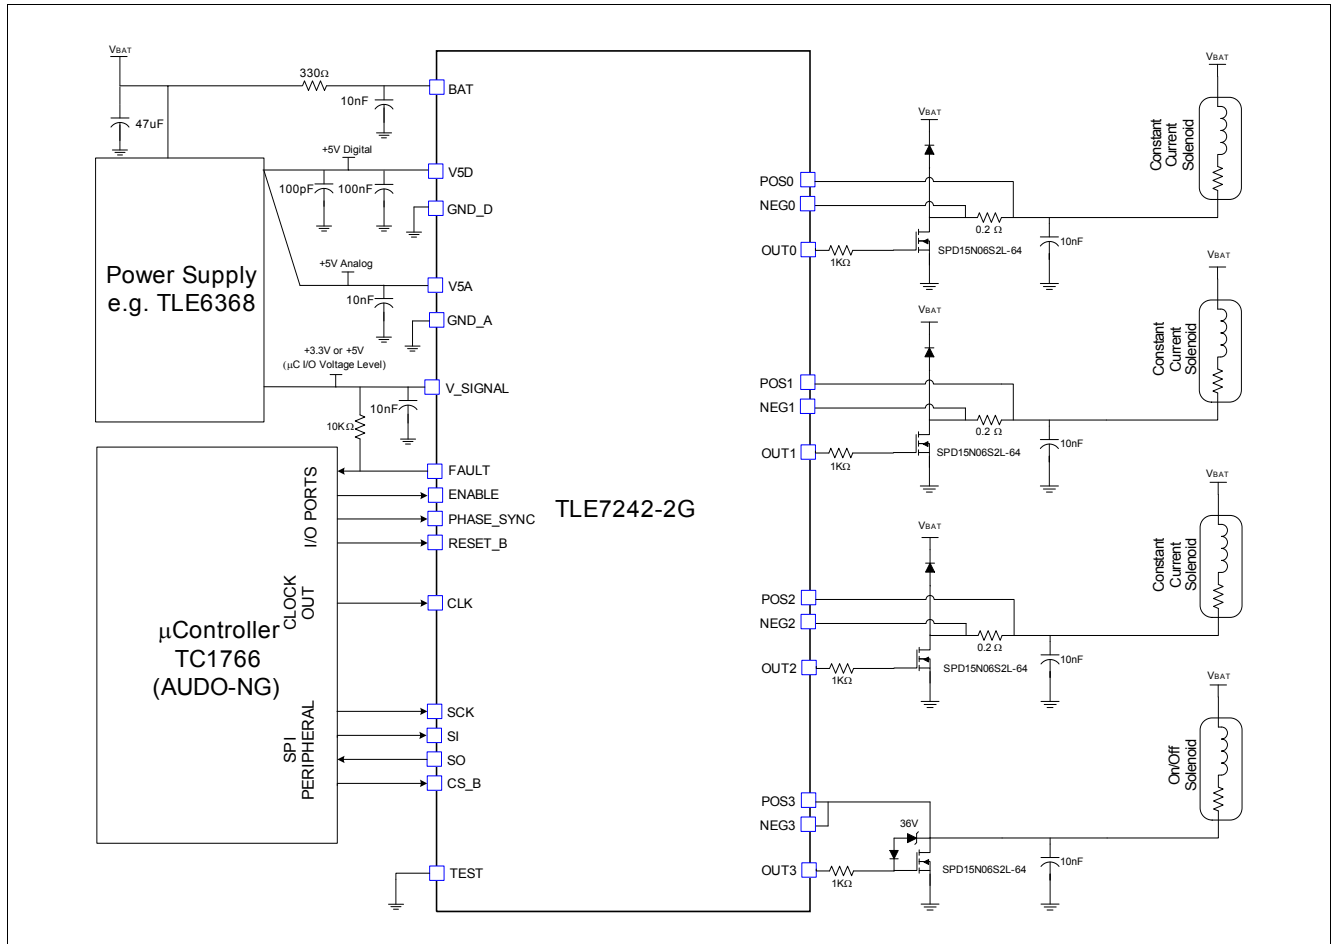 VBAT
330Ω
10nF
47uF
BAT
+5V Digital
100pF
100nF
V5D
GND_D
Power Supply
e.g. TLE6368
+5V Analog
10nF
V5A
GND_A
+3.3V or +5V
(µC I/O Voltage Level)
V_SIGNAL
10nF
10KΩ
I/O PORTS
FAULT
ENABLE
PHASE_SYNC
RESET_B
CLOCK
OUT
CLK
µController
TC1766
(AUDO-NG)
SPI
PERIPHERAL
SCK
SI
SO
CS_B
TEST
TLE7242-2G
VBAT
POS0
NEG0
OUT0
1KΩ
0.2 Ω
SPD15N06S2L-64
10nF
Constant
Current
Solenoid
VBAT
VBAT
POS1
NEG1
OUT1
1KΩ
0.2 Ω
SPD15N06S2L-64
10nF
Constant
Current
Solenoid
VBAT
VBAT
POS2
NEG2
OUT2
1KΩ
0.2 Ω
SPD15N06S2L-64
10nF
Constant
Current
Solenoid
VBAT
POS3
NEG3
36V
OUT3
1KΩ
SPD15N06S2L-64
10nF
On/Off
Solenoid
VBAT